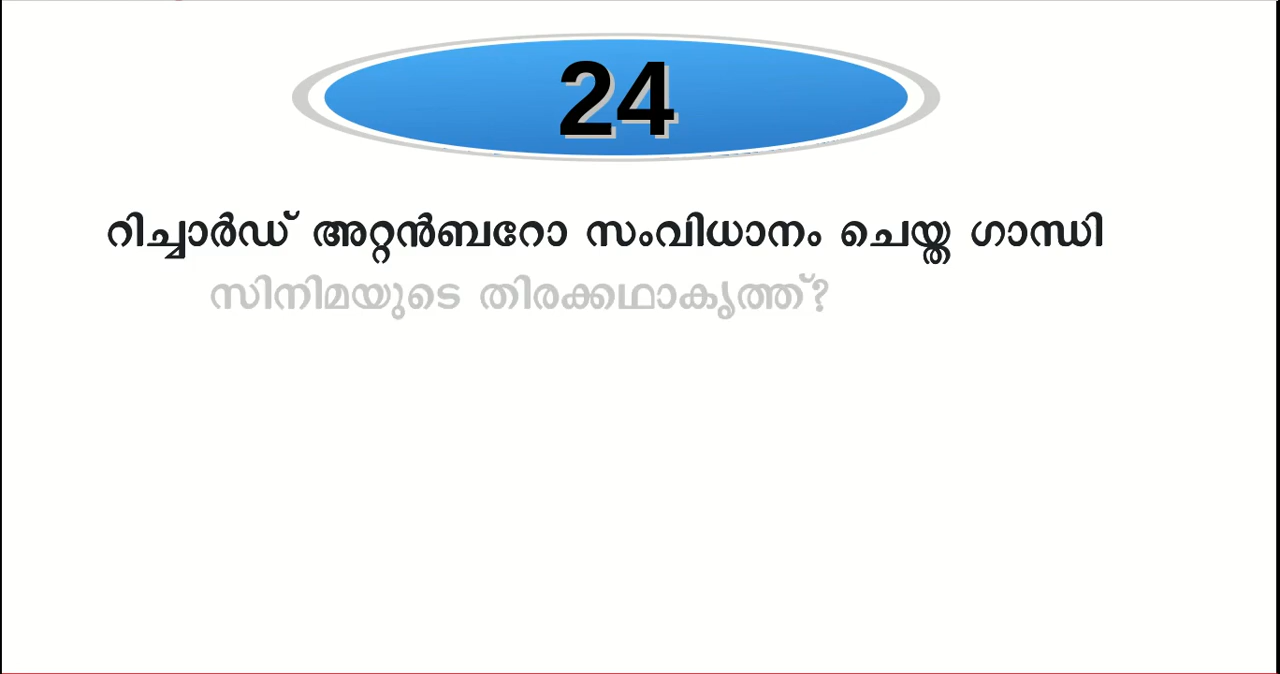 24
റിച്ചാർഡ് അറ്റൻബറോ സംവിധാനം ചെയ്ത ഗാന്ധി
സിനിമയുടെ തിരക്കഥാകൃത്ത്?